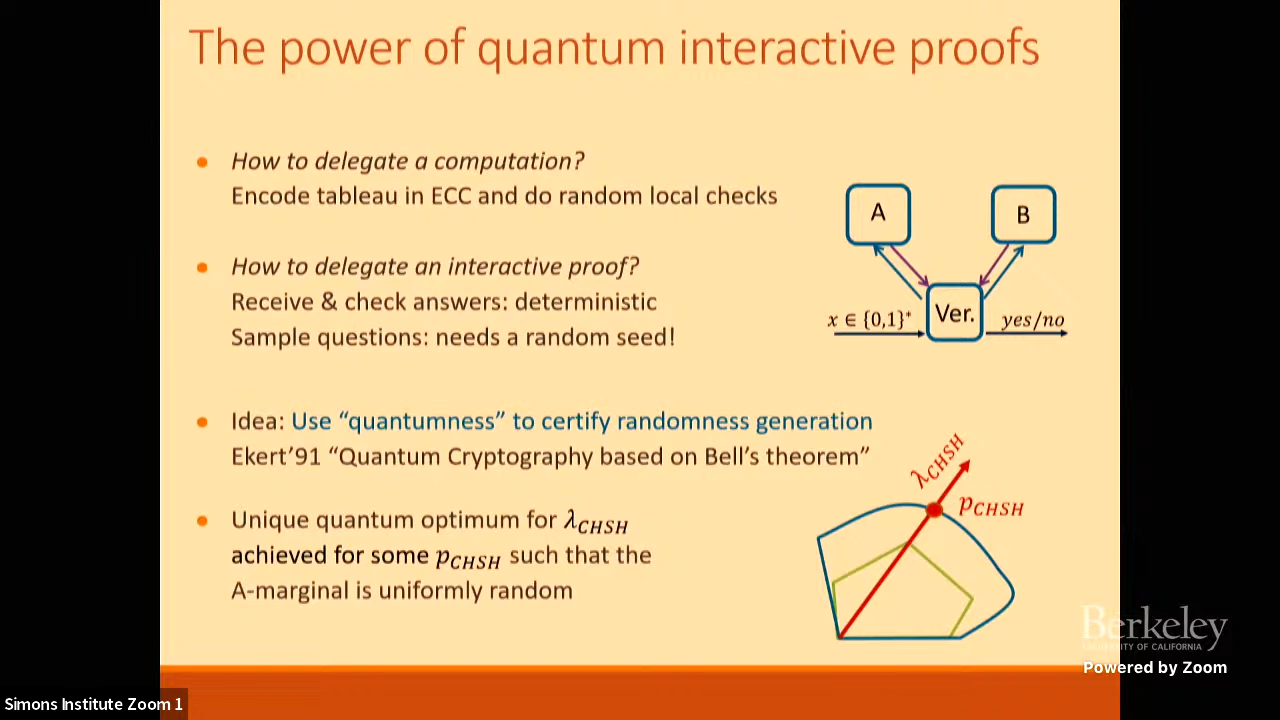 The power of quantum interactive proofs
How to delegate a computation?
Encode tableau in ECC and do random local checks
How to delegate an interactive proof?
Receive & check answers: deterministic
Sample questions: needs a random seed!
A
B
Ver.
x ∈ {0,1}*
yes/no
Idea: Use “quantumness” to certify randomness generation
Ekert’91 “Quantum Cryptography based on Bell’s theorem”
Unique quantum optimum for λ_CHSH
achieved for some p_CHSH such that the
A-marginal is uniformly random
λ_CHSH
p_CHSH
Berkeley
UNIVERSITY OF CALIFORNIA
Powered by Zoom
Simons Institute Zoom 1